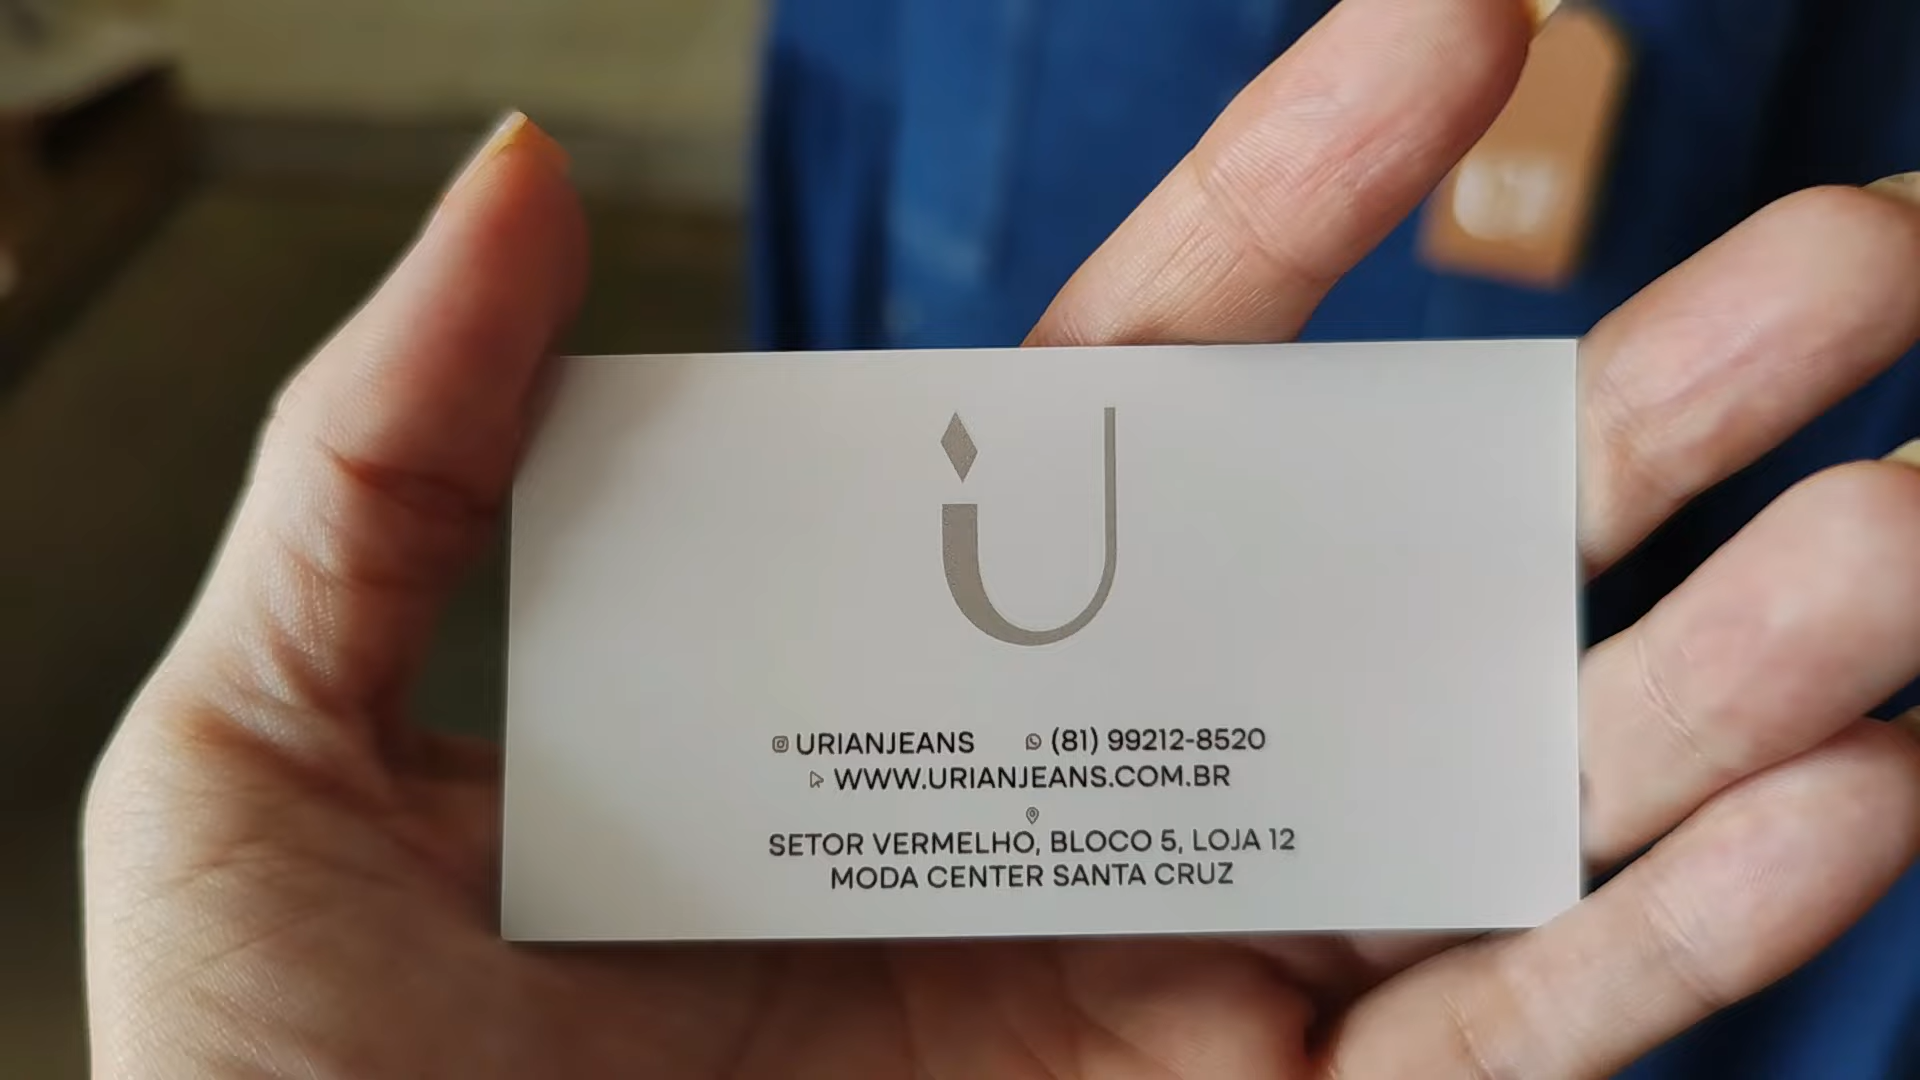 U
URIANJEANS (81) 99212-8520
WWW.URIANJEANS.COM.BR
SETOR VERMELHO, BLOCO 5, LOJA 12
MODA CENTER SANTA CRUZ